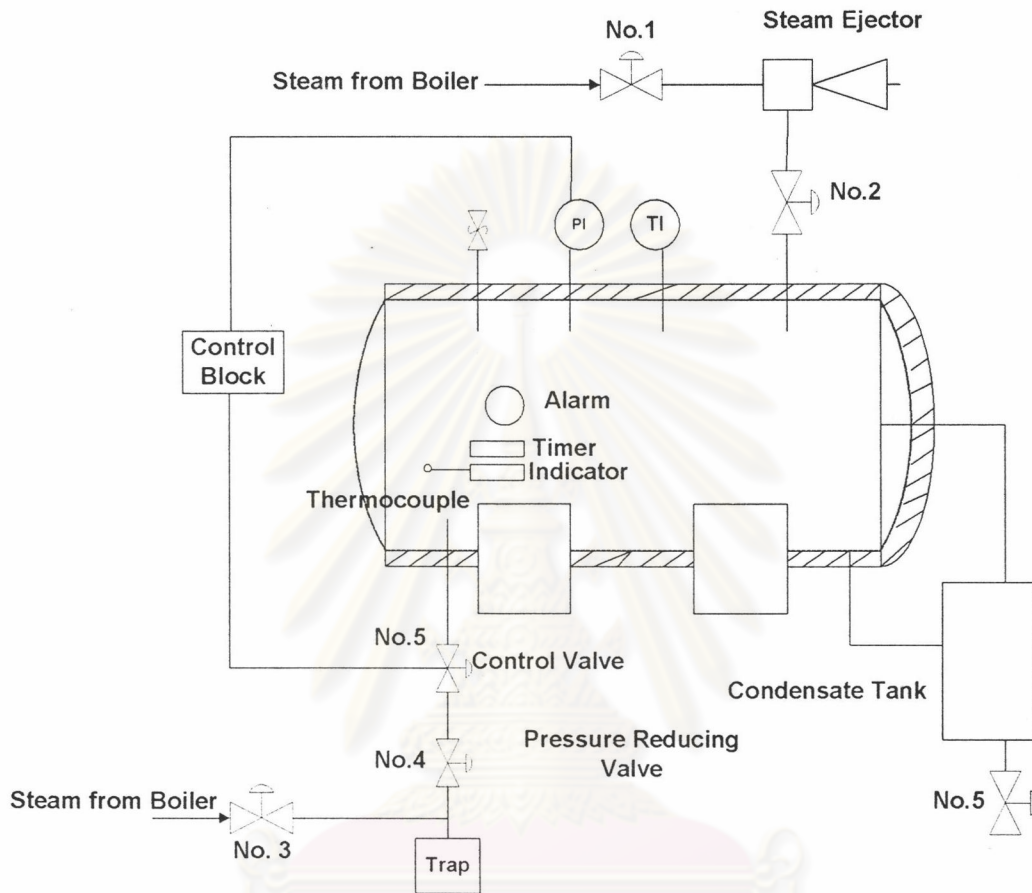 Steam Ejector
No.1
Steam from Boiler
No.2
PI
TI
Control
Block
Alarm
Timer
Indicator
Thermocouple
No.5
Control Valve
Condensate Tank
No.4
Pressure Reducing
Valve
Steam from Boiler
No. 3
No.5
Trap